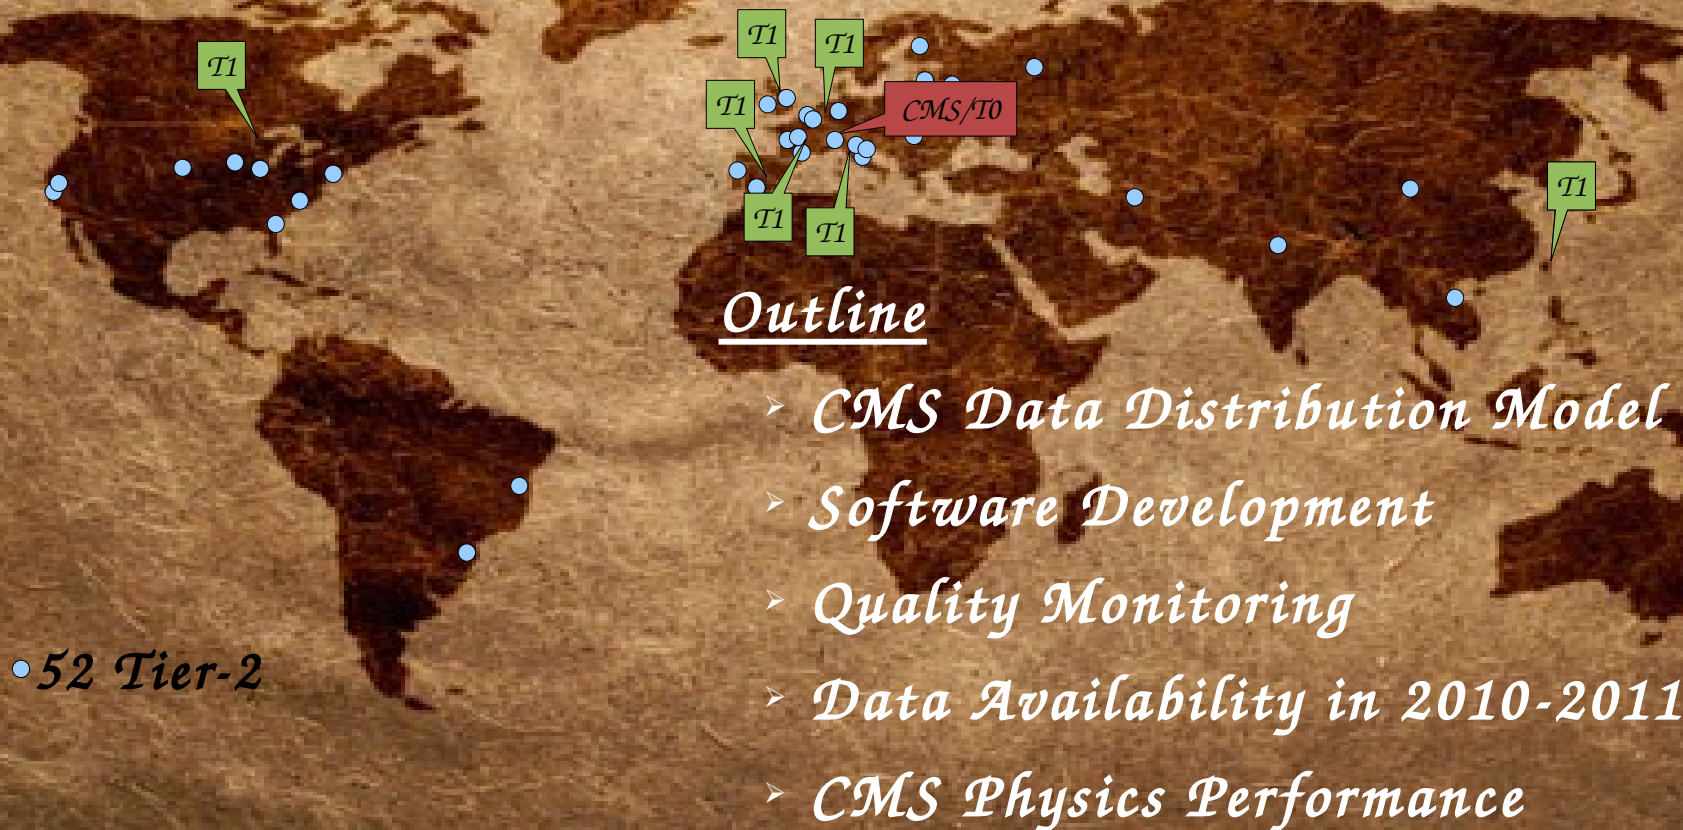 T1
T1
T1
T1
CMS/T0
T1
T1
T1
Outline
CMS Data Distribution Model
Software Development
Quality Monitoring
52 Tier-2
Data Availability in 2010-2011
CMS Physics Performance